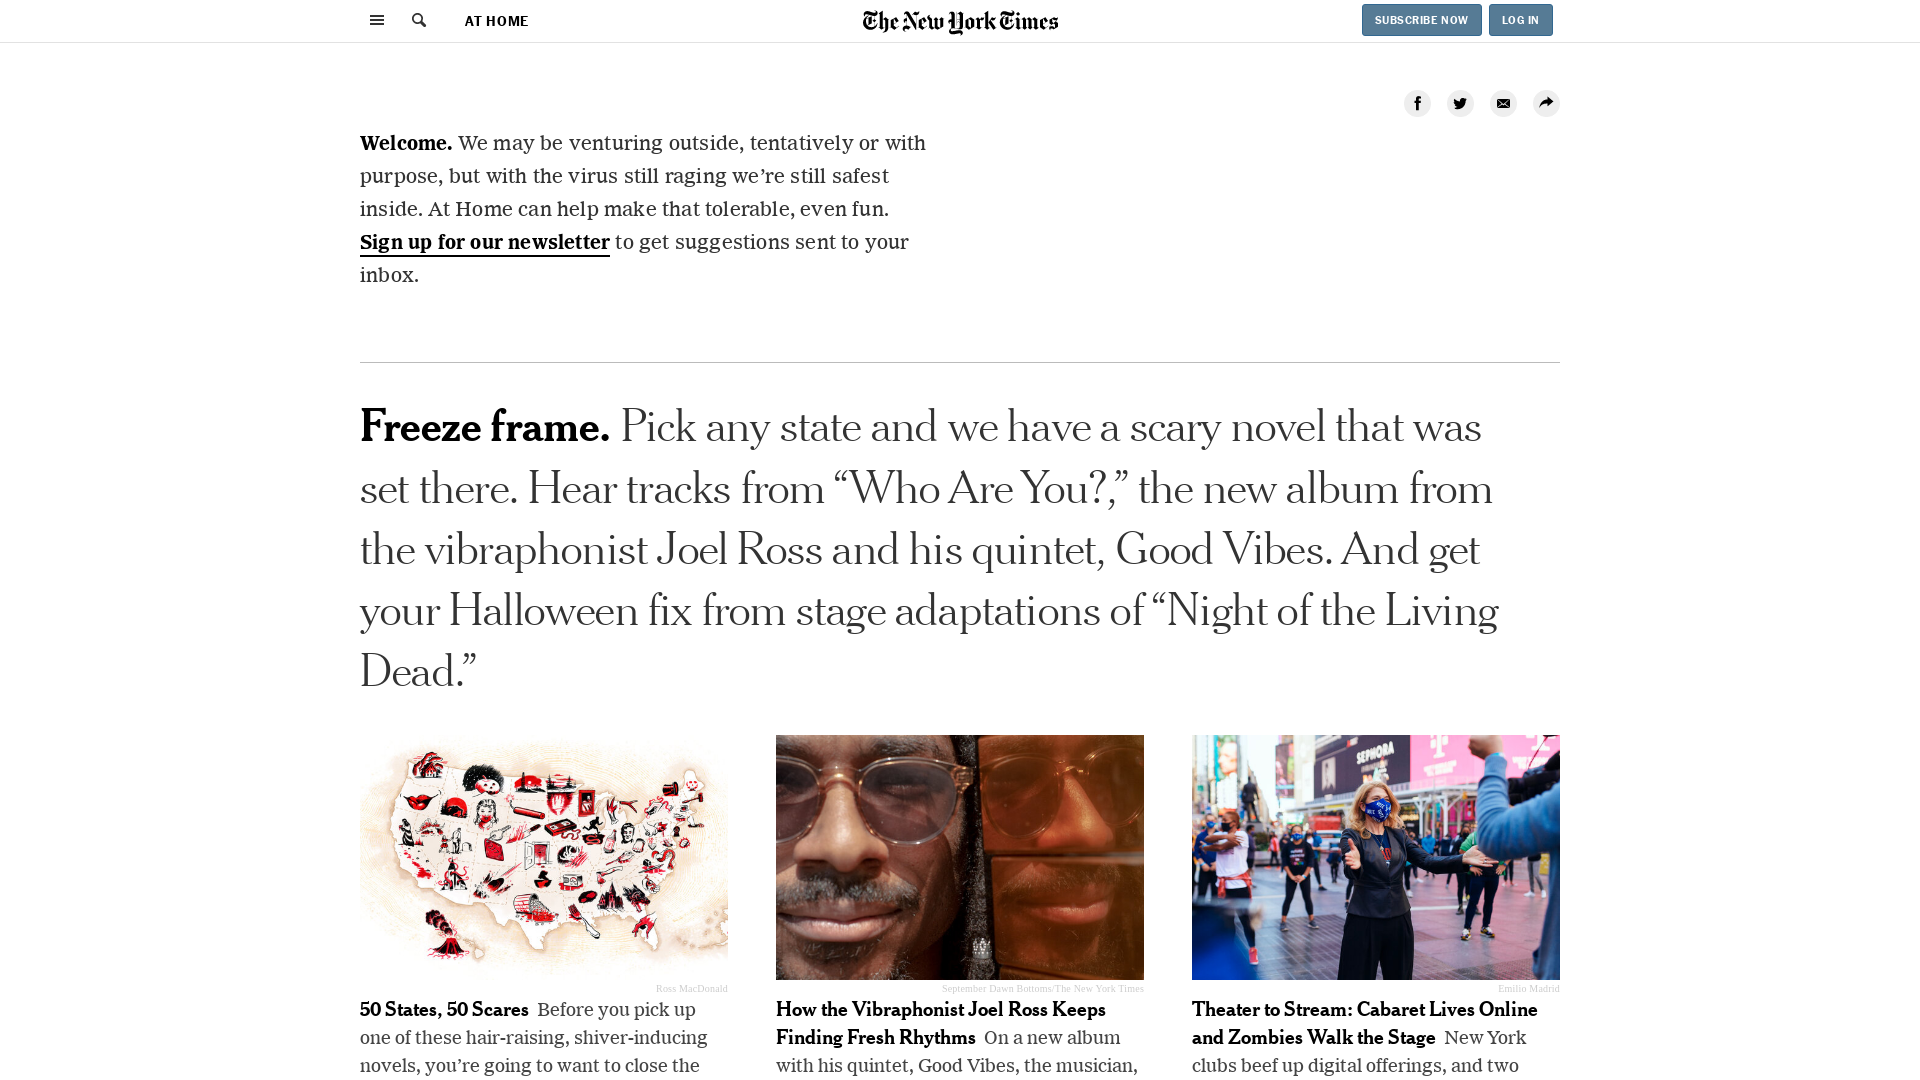 AT HOME
The New York Times
SUBSCRIBE NOW
LOG IN
Welcome. We may be venturing outside, tentatively or with
purpose, but with the virus still raging we’re still safest
inside. At Home can help make that tolerable, even fun.
Sign up for our newsletter to get suggestions sent to your
inbox.
Freeze frame. Pick any state and we have a scary novel that was
set there. Hear tracks from “Who Are You?,” the new album from
the vibraphonist Joel Ross and his quintet, Good Vibes. And get
your Halloween fix from stage adaptations of “Night of the Living
Dead.”
SEPHORA
Ross MacDonald
50 States, 50 Scares Before you pick up
one of these hair-raising, shiver-inducing
novels, you’re going to want to close the
September Dawn Bottoms/The New York Times
How the Vibraphonist Joel Ross Keeps
Finding Fresh Rhythms On a new album
with his quintet, Good Vibes, the musician,
Emilio Madrid
Theater to Stream: Cabaret Lives Online
and Zombies Walk the Stage New York
clubs beef up digital offerings, and two